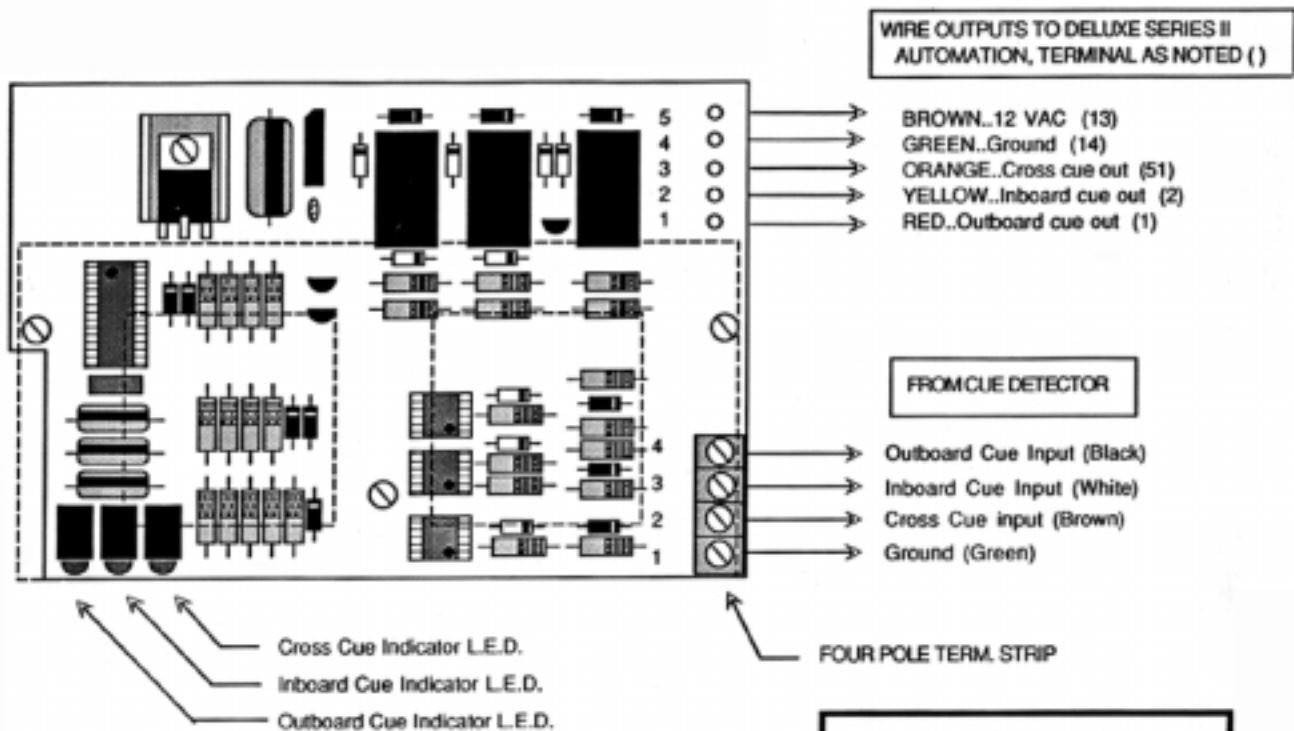 WIRE OUTPUTS TO DELUXE SERIES II
AUTOMATION, TERMINAL AS NOTED ( )
5
BROWN..12 VAC (13)
4
GREEN..Ground (14)
3
ORANGE..Cross cue out (51)
2
YELLOW..Inboard cue out (2)
1
RED..Outboard cue out (1)
FROM CUE DETECTOR
4
Outboard Cue Input (Black)
3
Inboard Cue Input (White)
2
Cross Cue input (Brown)
1
Ground (Green)
Cross Cue Indicator L.E.D.
FOUR POLE TERM. STRIP
Inboard Cue Indicator L.E.D.
Outboard Cue Indicator L.E.D.